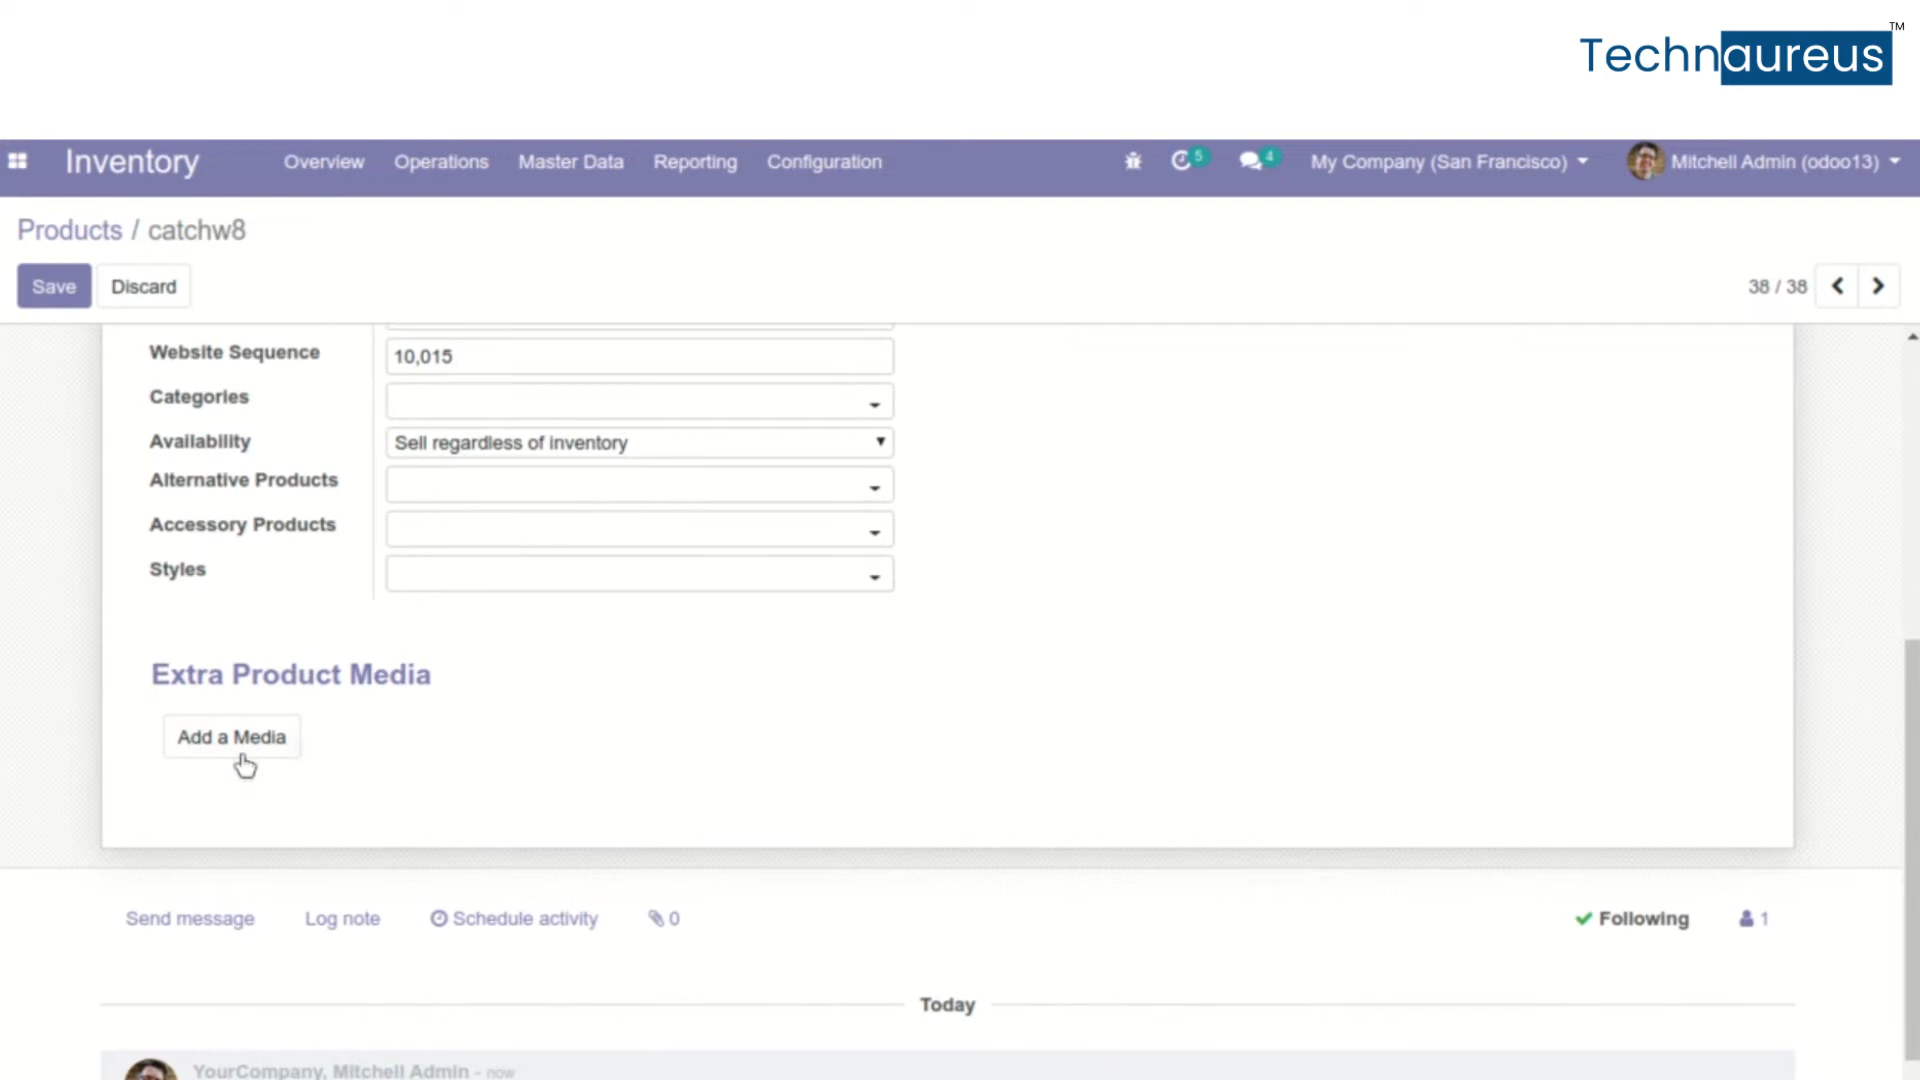 Technaureus TM
Inventory Overview Operations Master Data Reporting Configuration 5 4 My Company (San Francisco) Mitchell Admin (odoo13)
Products / catchw8
Save Discard 38 / 38
Website Sequence 10,015
Categories
Availability Sell regardless of inventory
Alternative Products
Accessory Products
Styles
Extra Product Media
Add a Media
Send message Log note Schedule activity 0 Following 1
Today
YourCompany, Mitchell Admin - now